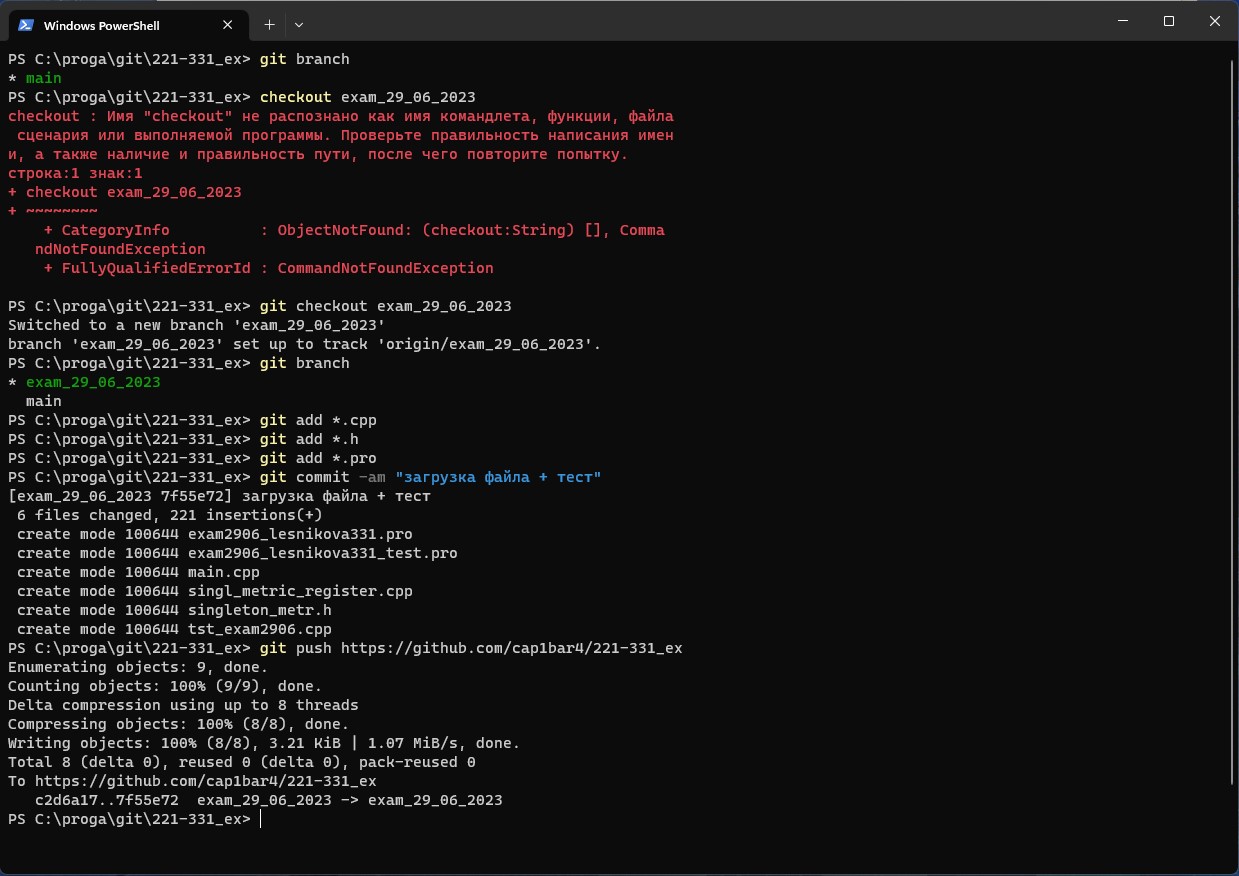 Windows PowerShell
PS C:\proga\git\221-331_ex> git branch
* main
PS C:\proga\git\221-331_ex> checkout exam_29_06_2023
checkout : Имя "checkout" не распознано как имя командлета, функции, файла
 сценария или выполняемой программы. Проверьте правильность написания имен
и, а также наличие и правильность пути, после чего повторите попытку.
строка:1 знак:1
+ checkout exam_29_06_2023
+ ~~~~~~~~
    + CategoryInfo          : ObjectNotFound: (checkout:String) [], Comma
   ndNotFoundException
    + FullyQualifiedErrorId : CommandNotFoundException
PS C:\proga\git\221-331_ex> git checkout exam_29_06_2023
Switched to a new branch 'exam_29_06_2023'
branch 'exam_29_06_2023' set up to track 'origin/exam_29_06_2023'.
PS C:\proga\git\221-331_ex> git branch
* exam_29_06_2023
  main
PS C:\proga\git\221-331_ex> git add *.cpp
PS C:\proga\git\221-331_ex> git add *.h
PS C:\proga\git\221-331_ex> git add *.pro
PS C:\proga\git\221-331_ex> git commit -am "загрузка файла + тест"
[exam_29_06_2023 7f55e72] загрузка файла + тест
 6 files changed, 221 insertions(+)
 create mode 100644 exam2906_lesnikova331.pro
 create mode 100644 exam2906_lesnikova331_test.pro
 create mode 100644 main.cpp
 create mode 100644 singl_metric_register.cpp
 create mode 100644 singleton_metr.h
 create mode 100644 tst_exam2906.cpp
PS C:\proga\git\221-331_ex> git push https://github.com/cap1bar4/221-331_ex
Enumerating objects: 9, done.
Counting objects: 100% (9/9), done.
Delta compression using up to 8 threads
Compressing objects: 100% (8/8), done.
Writing objects: 100% (8/8), 3.21 KiB | 1.07 MiB/s, done.
Total 8 (delta 0), reused 0 (delta 0), pack-reused 0
To https://github.com/cap1bar4/221-331_ex
   c2d6a17..7f55e72  exam_29_06_2023 -> exam_29_06_2023
PS C:\proga\git\221-331_ex>